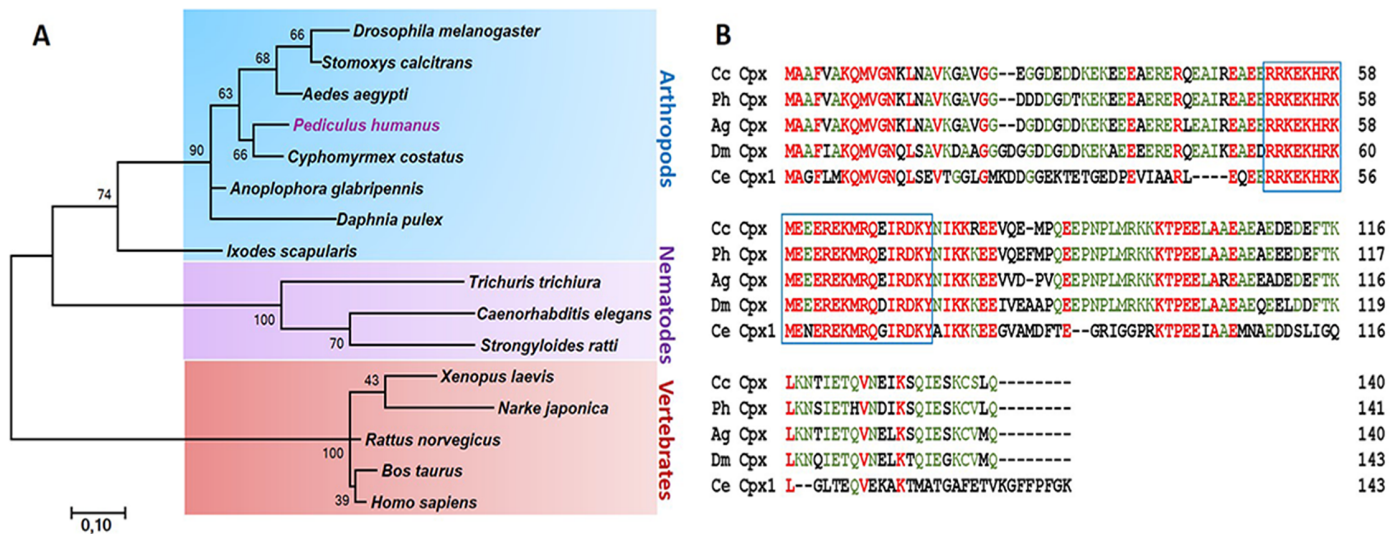 A
66
Drosophila melanogaster
68
Stomoxys calcitrans
63
Aedes aegypti
Pediculus humanus
66
Cyphomyrmex costatus
90
Anoplophora glabripennis
74
Daphnia pulex
Ixodes scapularis
Arthropods
Trichuris trichiura
100
Caenorhabditis elegans
70
Strongyloides ratti
Nematodes
43
Xenopus laevis
Narke japonica
Rattus norvegicus
100
Bos taurus
39
Homo sapiens
Vertebrates
0,10
B
Cc Cpx MAAFVAKQMVGNKLNAVKGAVGG--EGGDEDDKEKEEEAERERQEAIREAEERRKEKHRK 58
Ph Cpx MAAFVAKQMVGNKLNAVKGAVGG--DDDDGDTKEKEEEAERERQEAIREAEERRKEKHRK 58
Ag Cpx MAAFVAKQMVGNKLNAVKGAVGG--DGDDGDDKEKEEEAERERLEAIREAEERRKEKHRK 58
Dm Cpx MAAFIAKQMVGNQLSAVKDAAGGGDGGDDGDDKEKAEEEERERQEAIKEAEDRRKEKHRK 60
Ce Cpx1 MAGFLMKQMVGNQLSEVTGGLGMKDDGGEKTETGEDPEVIAARL----EQEERRKEKHRK 56
Cc Cpx MEEEREKMRQEIRDKYNIKKREEVQE-MPQEEPNPLMRKKKTPEELAAEAEAEDEDEFTK 116
Ph Cpx MEEEREKMRQEIRDKYNIKKKEEVQEFMPQEEPNPLMRKKKTPEELAAEAEAEEEDEFTK 117
Ag Cpx MEEEREKMRQEIRDKYNIKKKEEVVD-PVQEEPNPLMRKKKTPEELAREAEEADEDEFTK 116
Dm Cpx MEEEREKMRQDIRDKYNIKKKEEIVEAAPQEEPNPLMRKKKTPEELAAEAEQEELDDFTK 119
Ce Cpx1 MENEREKMRQGIRDKYAIKKKEEGVAMDFTE--GRIGGPRKTPEEIAAEMNAEDDSLIGQ 116
Cc Cpx LKNTIETQVNEIKSQIESKCSLQ-------- 140
Ph Cpx LKNSIETHVNDIKSQIESKCVLQ-------- 141
Ag Cpx LKNTIETQVNELKSQIESKCVMQ-------- 140
Dm Cpx LKNQIETQVNELKTQIEGKCVMQ-------- 143
Ce Cpx1 L--GLTEQVEKAKTMATGAFETVKGFFPFGK 143